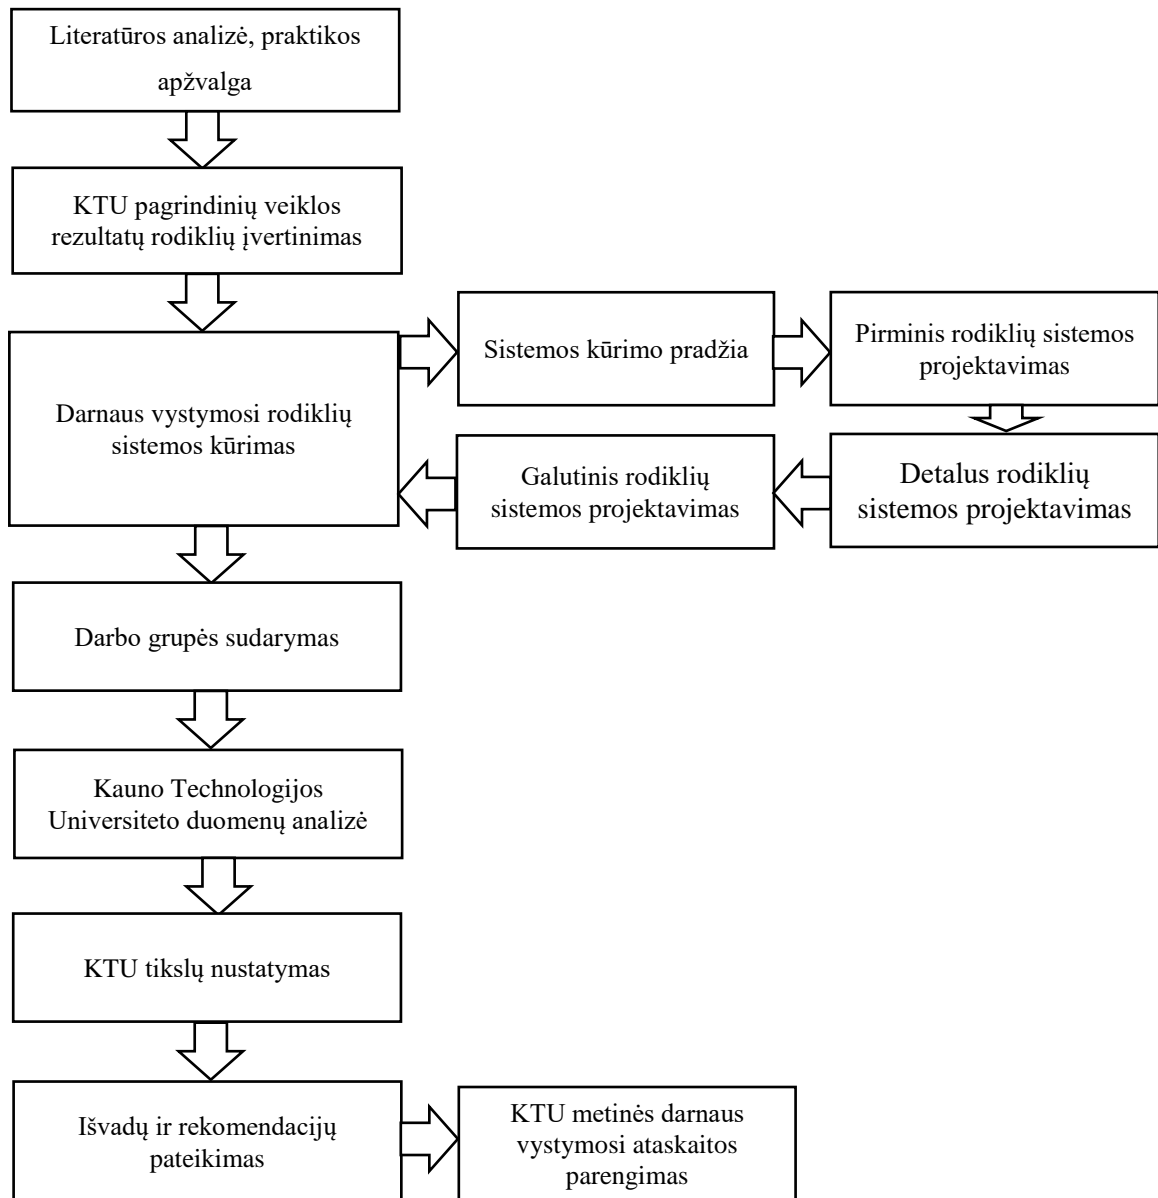 Literatūros analizė, praktikos
apžvalga
KTU pagrindinių veiklos
rezultatų rodiklių įvertinimas
Darnaus vystymosi rodiklių
sistemos kūrimas
Sistemos kūrimo pradžia
Pirminis rodiklių sistemos
projektavimas
Detalus rodiklių
sistemos projektavimas
Galutinis rodiklių
sistemos projektavimas
Darbo grupės sudarymas
Kauno Technologijos
Universiteto duomenų analizė
KTU tikslų nustatymas
Išvadų ir rekomendacijų
pateikimas
KTU metinės darnaus
vystymosi ataskaitos
parengimas